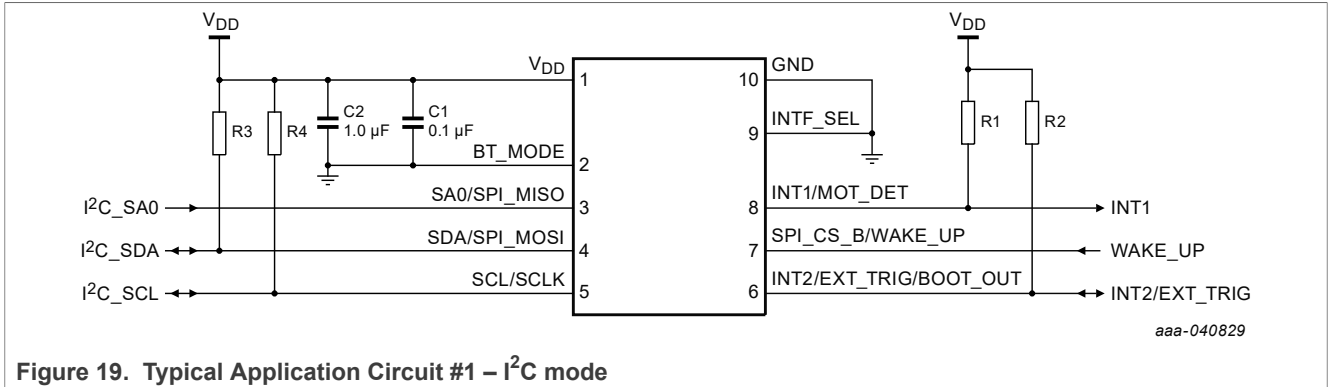 VDD
VDD
VDD
1
10
GND
R3
R4
C2
1.0 µF
C1
0.1 µF
9
INTF_SEL
R1
R2
BT_MODE
2
I²C_SA0
SA0/SPI_MISO
3
8
INT1/MOT_DET
INT1
I²C_SDA
SDA/SPI_MOSI
4
7
SPI_CS_B/WAKE_UP
WAKE_UP
I²C_SCL
SCL/SCLK
5
6
INT2/EXT_TRIG/BOOT_OUT
INT2/EXT_TRIG
aaa-040829
Figure 19. Typical Application Circuit #1 – I²C mode